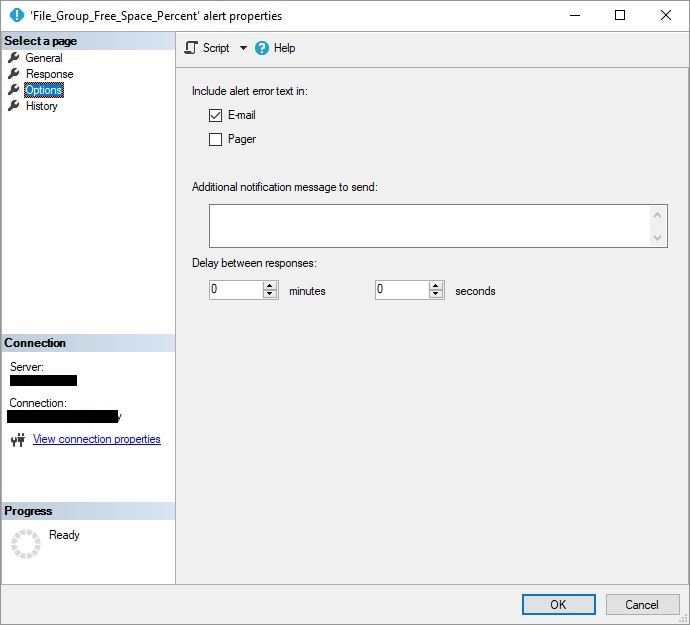 'File_Group_Free_Space_Percent' alert properties
Select a page
General
Response
Options
History
Script
Help
Include alert error text in:
E-mail
Pager
Additional notification message to send:
Delay between responses:
0 minutes 0 seconds
Connection
Server:
Connection:
View connection properties
Progress
Ready
OK Cancel